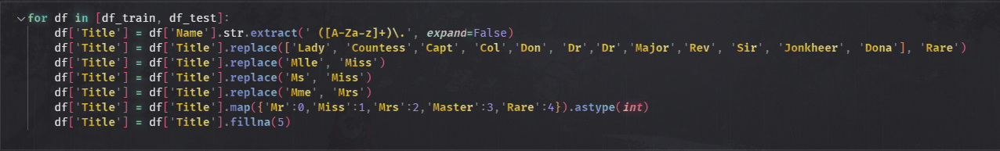 for df in [df_train, df_test]:
    df['Title'] = df['Name'].str.extract(' ([A-Za-z]+)\.', expand=False)
    df['Title'] = df['Title'].replace(['Lady', 'Countess','Capt', 'Col','Don', 'Dr','Dr','Major','Rev', 'Sir', 'Jonkheer', 'Dona'], 'Rare')
    df['Title'] = df['Title'].replace('Mlle', 'Miss')
    df['Title'] = df['Title'].replace('Ms', 'Miss')
    df['Title'] = df['Title'].replace('Mme', 'Mrs')
    df['Title'] = df['Title'].map({'Mr':0,'Miss':1,'Mrs':2,'Master':3,'Rare':4}).astype(int)
    df['Title'] = df['Title'].fillna(5)